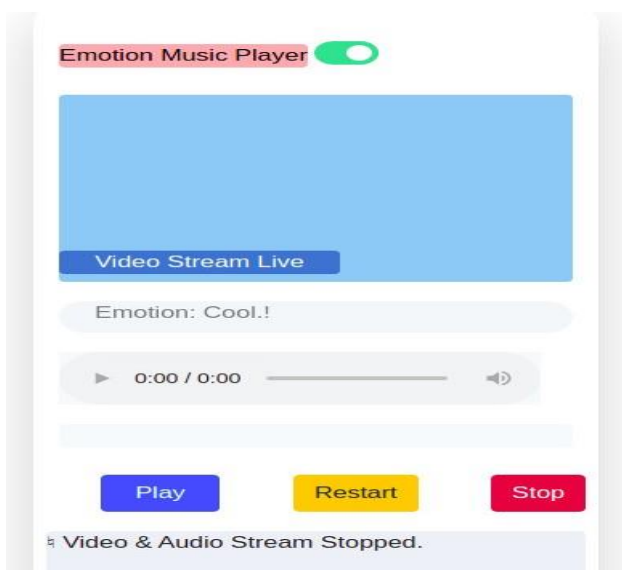 Emotion Music Player
Video Stream Live
Emotion: Cool.!
0:00 / 0:00
Play Restart Stop
♮ Video & Audio Stream Stopped.